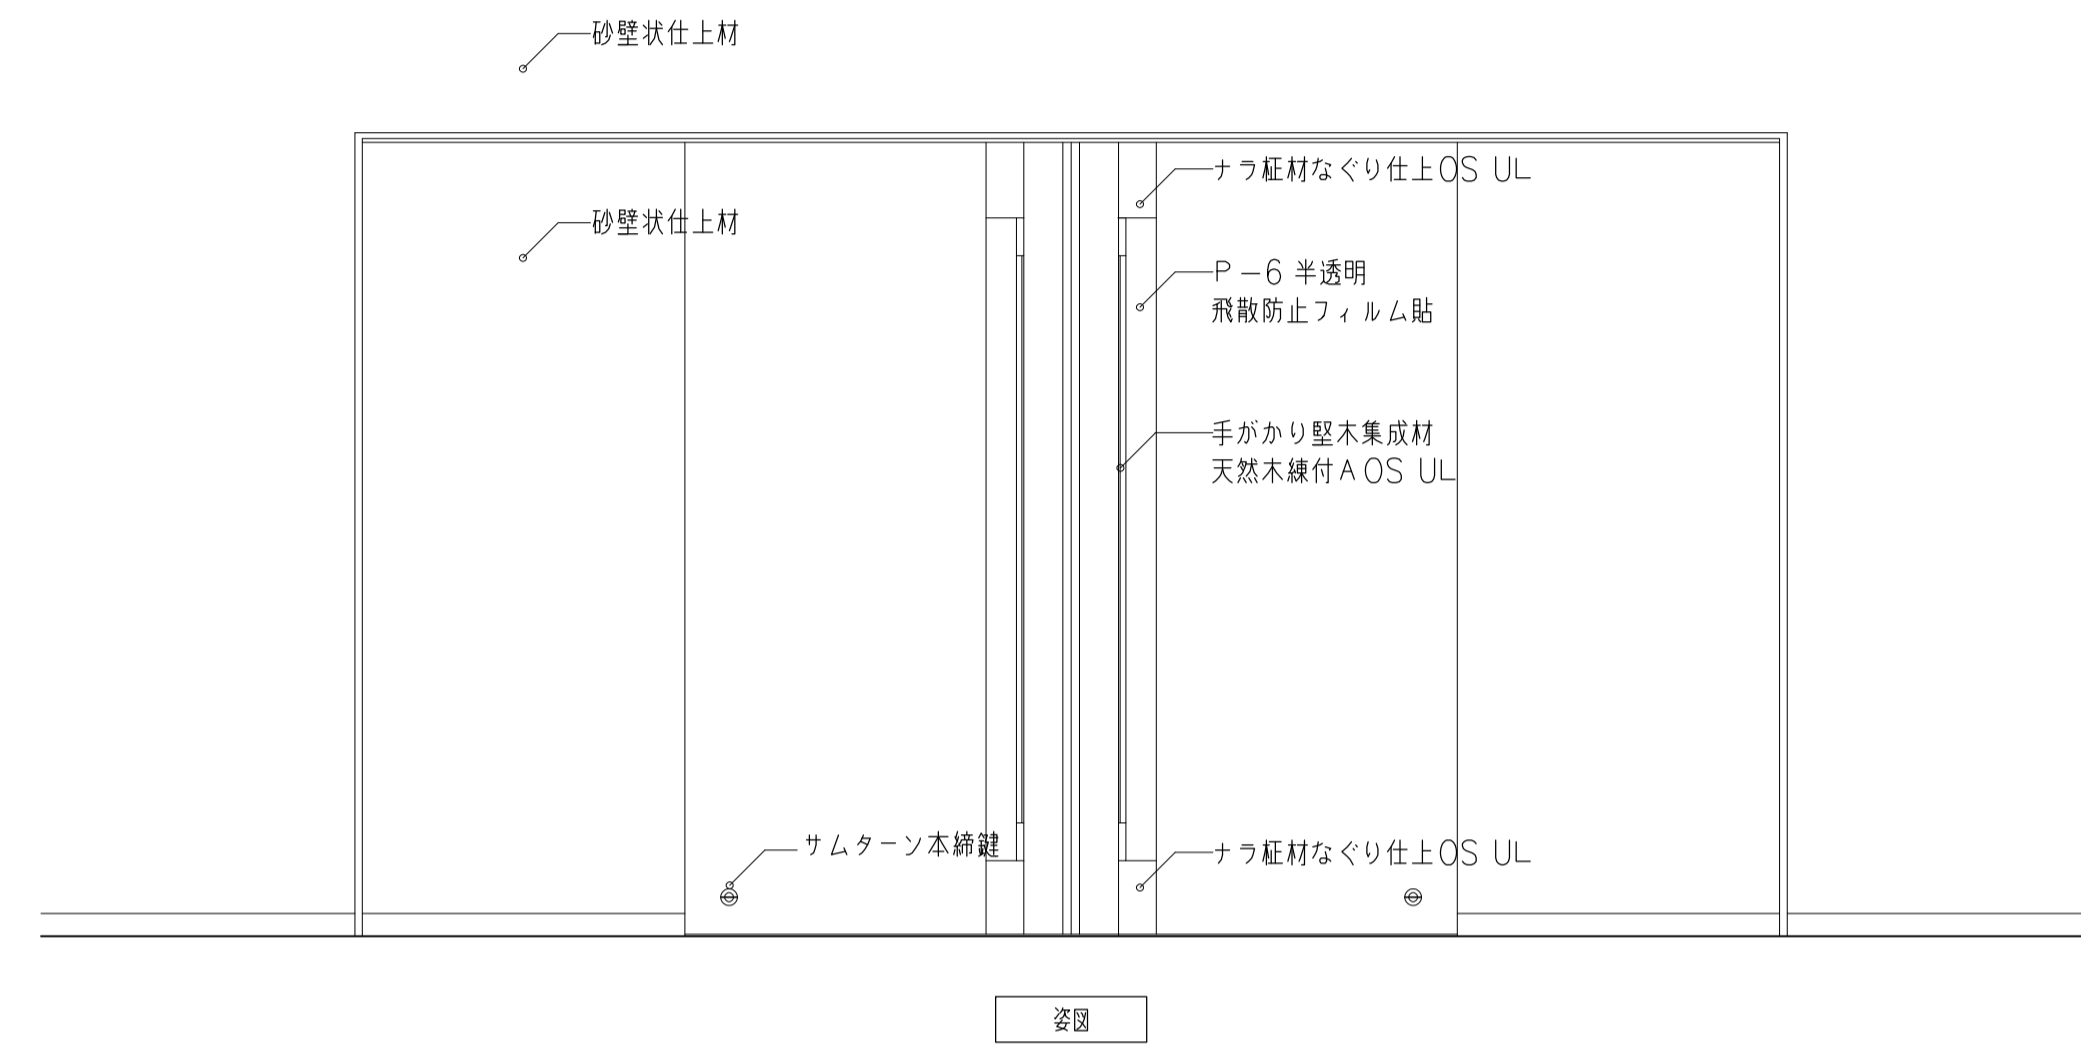 砂壁状仕上材
ナラ柾材なぐり仕上OS UL
砂壁状仕上材
P－6 半透明
飛散防止フィルム貼
手がかり堅木集成材
天然木練付AOS UL
サムターン本締鍵
ナラ柾材なぐり仕上OS UL
姿図